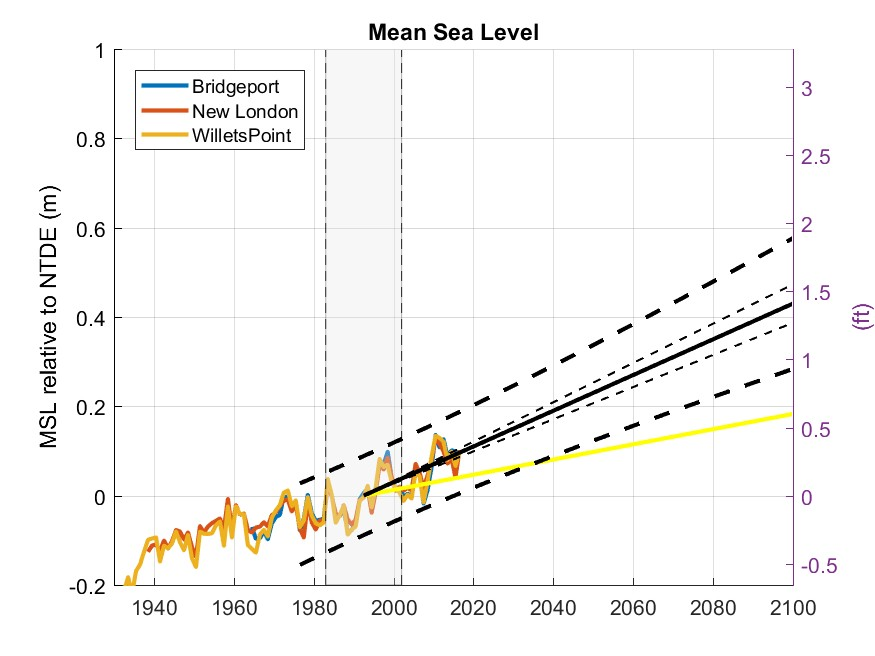 Mean Sea Level
Bridgeport
New London
WilletsPoint
MSL relative to NTDE (m)
1
0.8
0.6
0.4
0.2
0
-0.2
1940 1960 1980 2000 2020 2040 2060 2080 2100
3
2.5
2
1.5
1
0.5
0
-0.5
(ft)